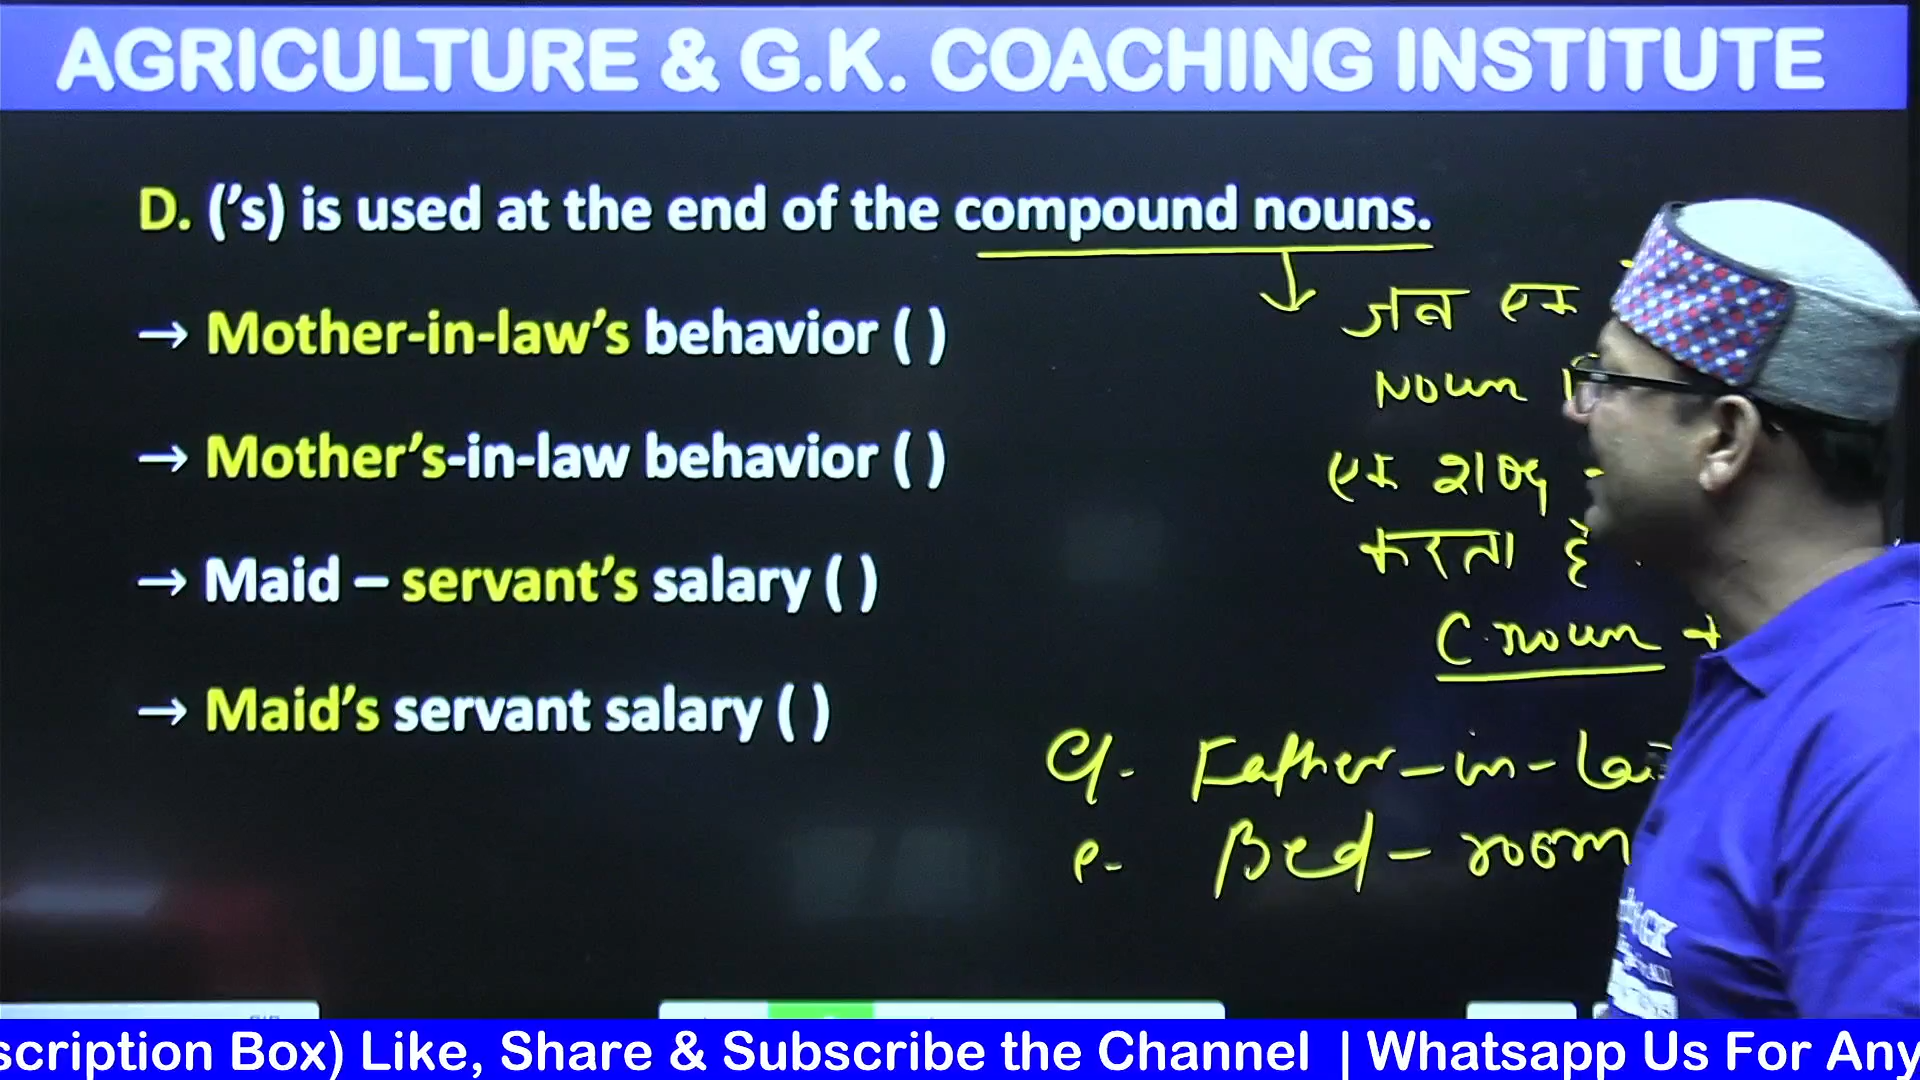 AGRICULTURE & G.K. COACHING INSTITUTE
D. (’s) is used at the end of the compound nouns.
→ Mother-in-law’s behavior ( )
→ Mother’s-in-law behavior ( )
→ Maid – servant’s salary ( )
→ Maid’s servant salary ( )
जब एक
Noun
एक शब्द
करता है
C.noun +
Father-in-la
Bed-room
scription Box) Like, Share & Subscribe the Channel | Whatsapp Us For Any